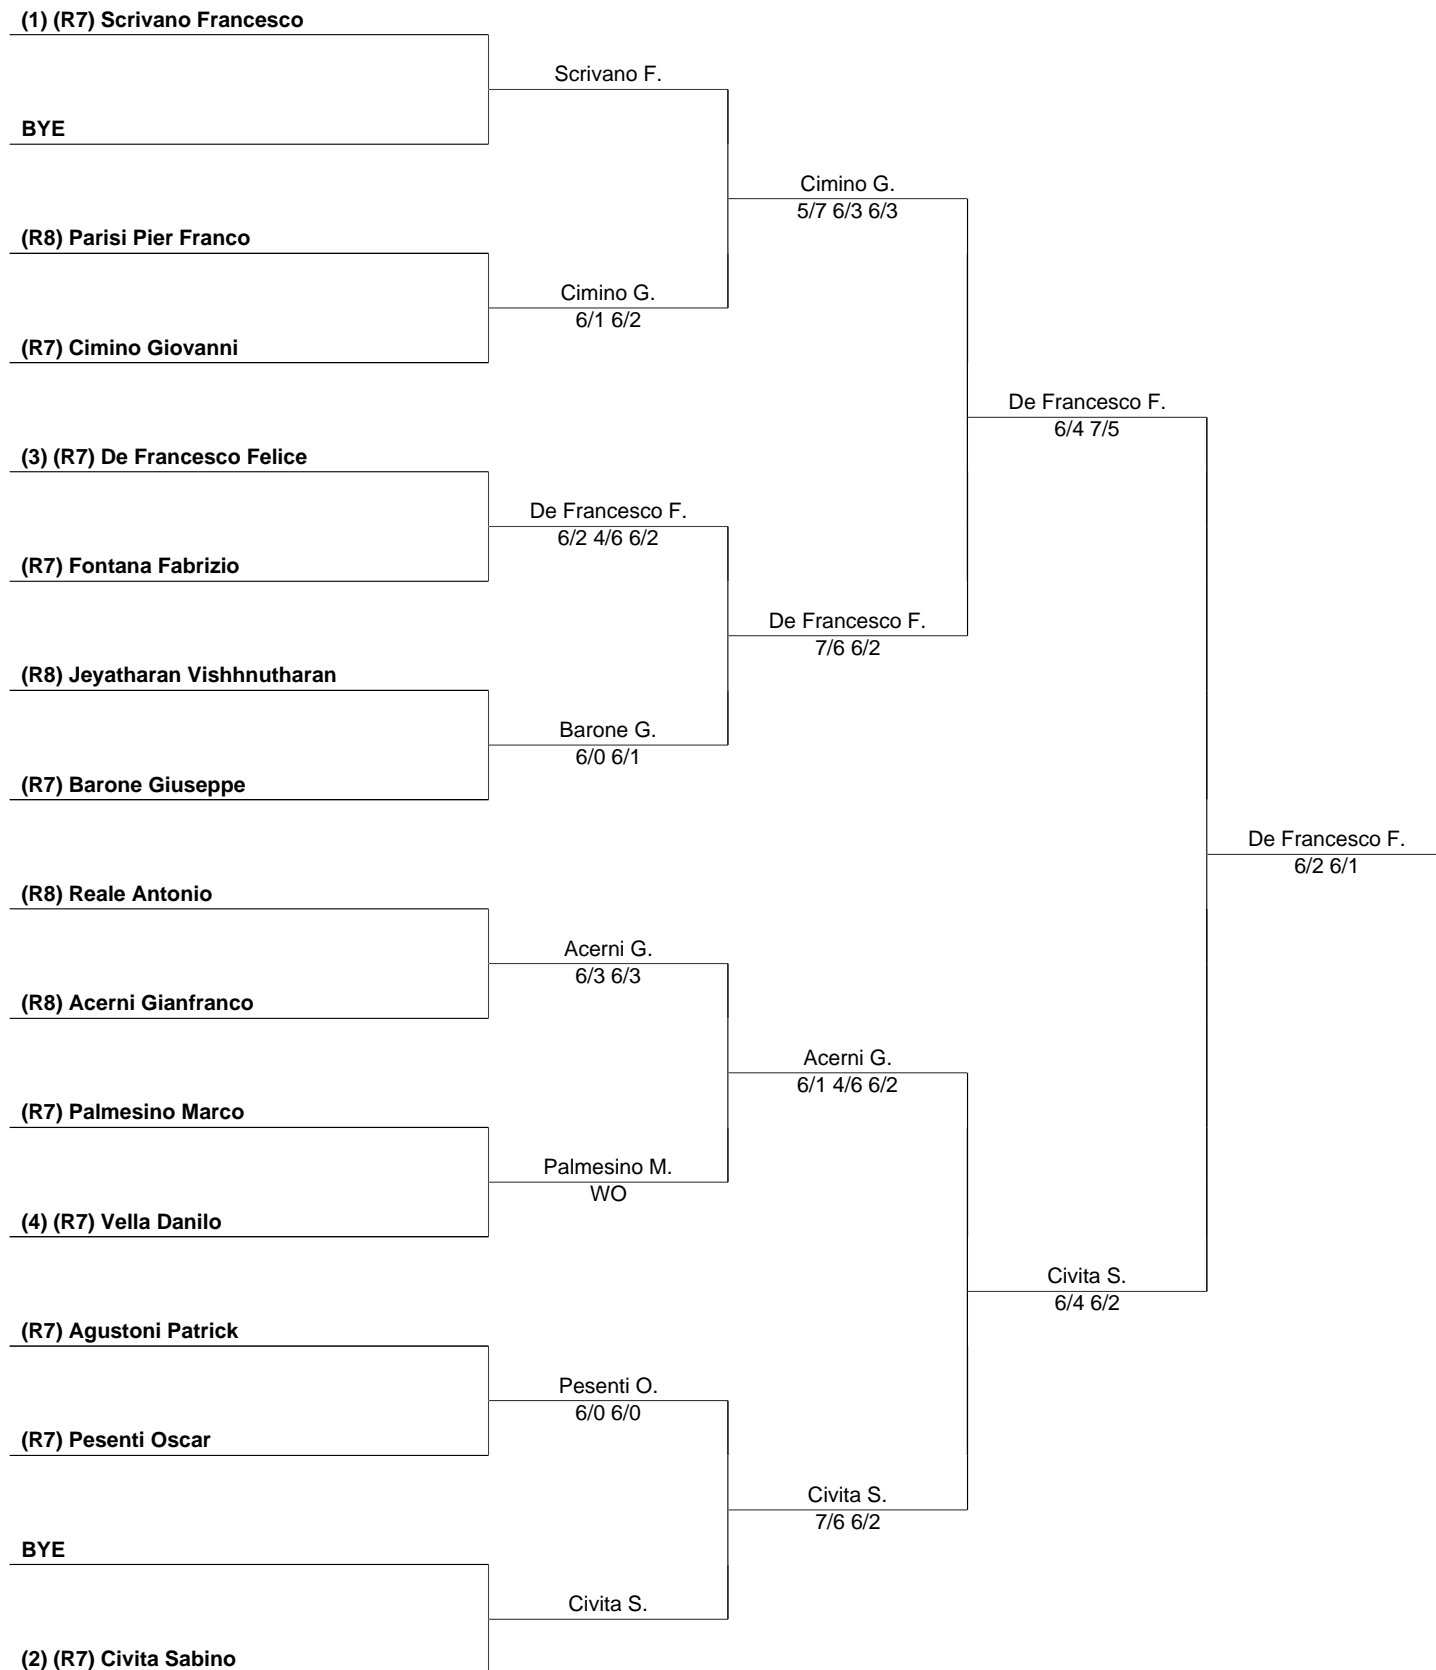 (1) (R7) Scrivano Francesco
Scrivano F.
BYE
Cimino G.
5/7 6/3 6/3
(R8) Parisi Pier Franco
Cimino G.
6/1 6/2
(R7) Cimino Giovanni
De Francesco F.
6/4 7/5
(3) (R7) De Francesco Felice
De Francesco F.
6/2 4/6 6/2
(R7) Fontana Fabrizio
De Francesco F.
7/6 6/2
(R8) Jeyatharan Vishhnutharan
Barone G.
6/0 6/1
(R7) Barone Giuseppe
De Francesco F.
6/2 6/1
(R8) Reale Antonio
Acerni G.
6/3 6/3
(R8) Acerni Gianfranco
Acerni G.
6/1 4/6 6/2
(R7) Palmesino Marco
Palmesino M.
WO
(4) (R7) Vella Danilo
Civita S.
6/4 6/2
(R7) Agustoni Patrick
Pesenti O.
6/0 6/0
(R7) Pesenti Oscar
Civita S.
7/6 6/2
BYE
Civita S.
(2) (R7) Civita Sabino